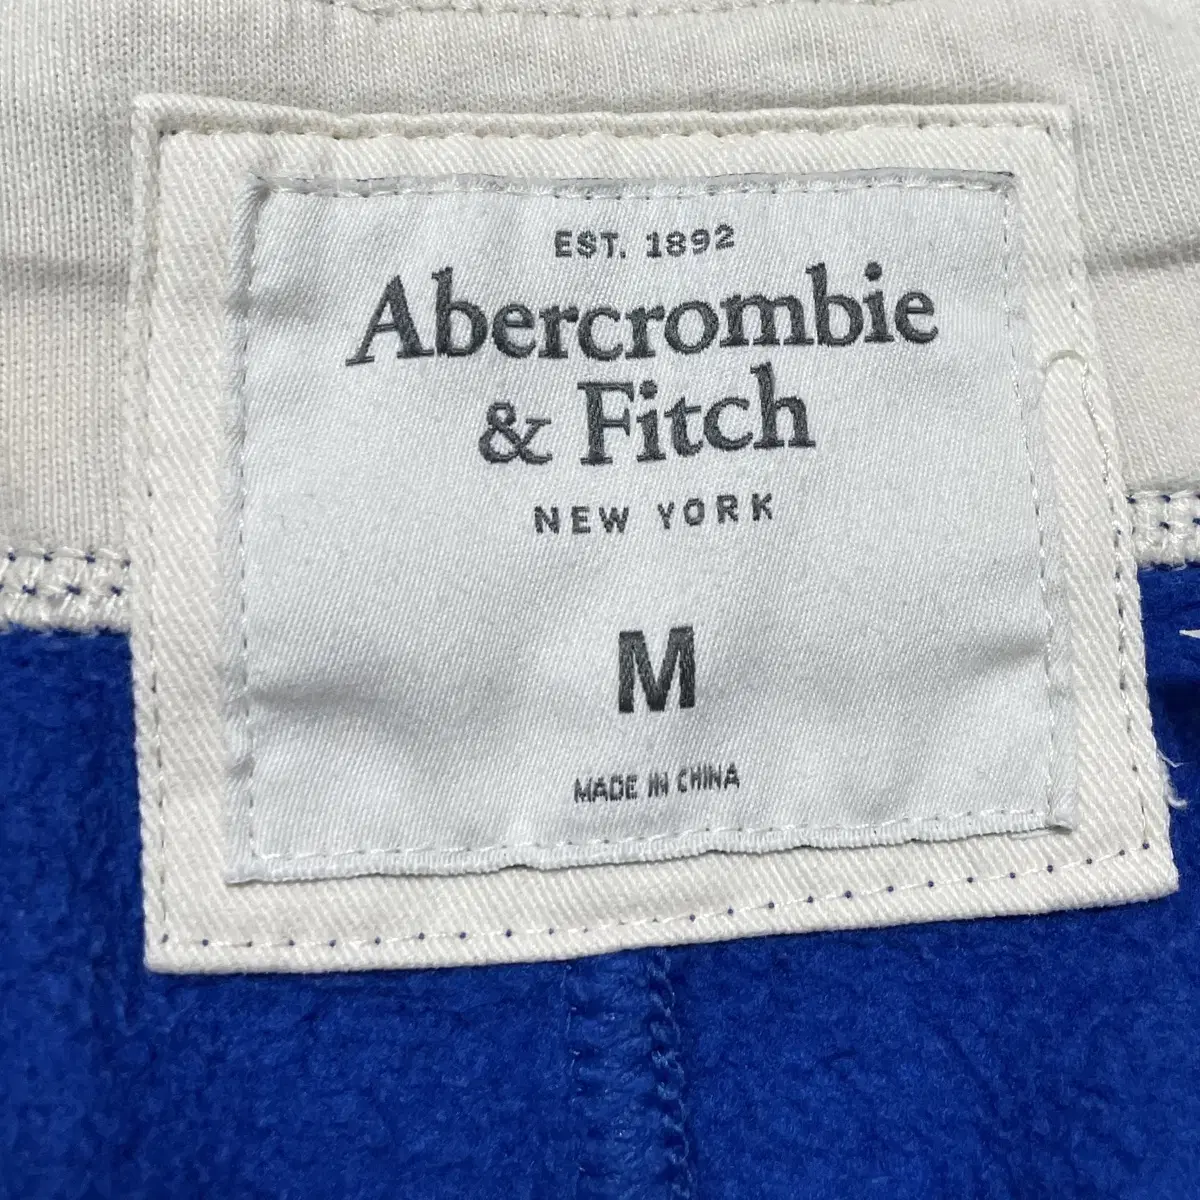 EST. 1892
Abercrombie
& Fitch
NEW YORK
M
MADE IN CHINA